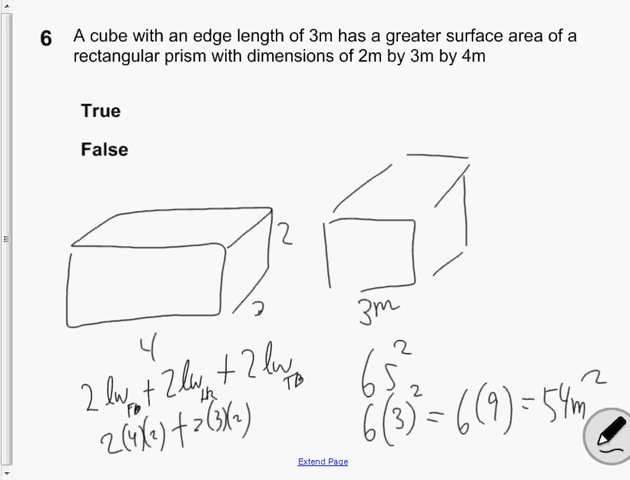 6 A cube with an edge length of 3m has a greater surface area of a
rectangular prism with dimensions of 2m by 3m by 4m
True
False
2
3m
4
2lw FB + 2lw + 2lw TB
2(4)(2) + 2(3)(2)
6s²
6(3)² = 6(9) = 54m²
Extend Page